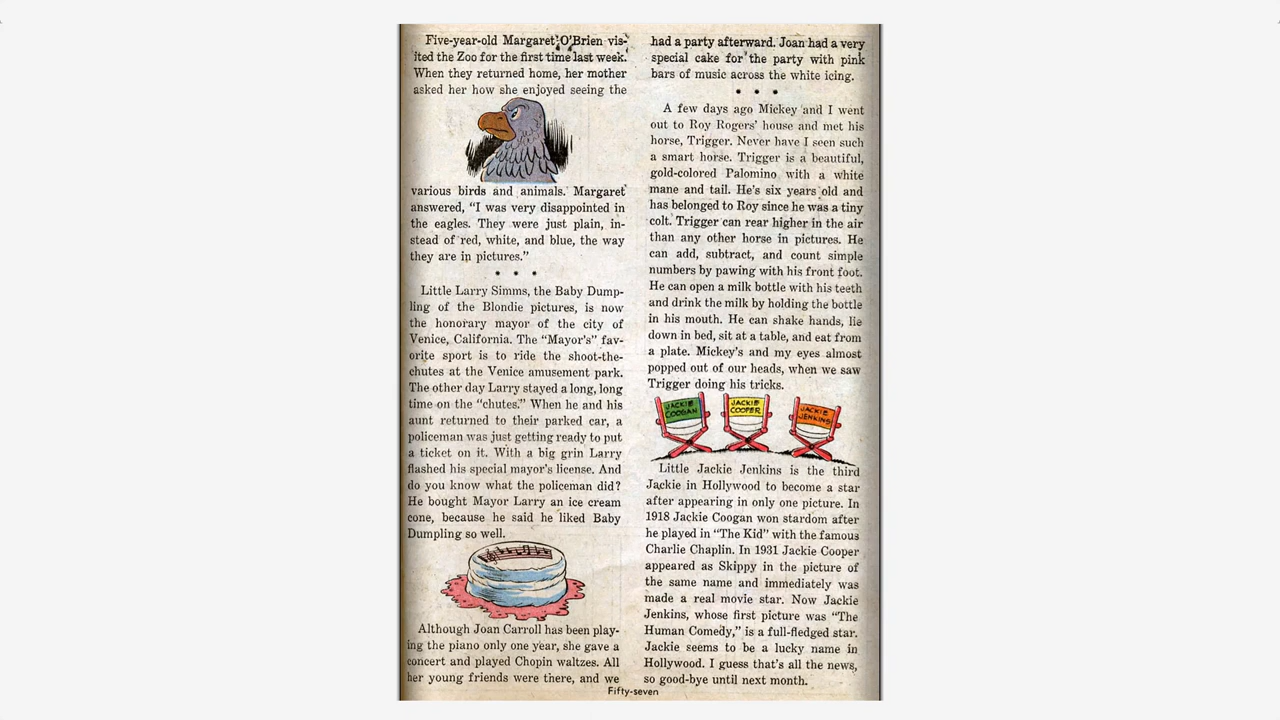 Five-year-old Margaret O'Brien vis-
ited the Zoo for the first time last week.
When they returned home, her mother
asked her how she enjoyed seeing the
various birds and animals. Margaret
answered, "I was very disappointed in
the eagles. They were just plain, in-
stead of red, white, and blue, the way
they are in pictures."
* * *
Little Larry Simms, the Baby Dump-
ling of the Blondie pictures, is now
the honorary mayor of the city of
Venice, California. The "Mayor's" fav-
orite sport is to ride the shoot-the-
chutes at the Venice amusement park.
The other day Larry stayed a long, long
time on the "chutes." When he and his
aunt returned to their parked car, a
policeman was just getting ready to put
a ticket on it. With a big grin Larry
flashed his special mayor's license. And
do you know what the policeman did?
He bought Mayor Larry an ice cream
cone, because he said he liked Baby
Dumpling so well.
Although Joan Carroll has been play-
ing the piano only one year, she gave a
concert and played Chopin waltzes. All
her young friends were there, and we
had a party afterward. Joan had a very
special cake for the party with pink
bars of music across the white icing.
* * *
A few days ago Mickey and I went
out to Roy Rogers' house and met his
horse, Trigger. Never have I seen such
a smart horse. Trigger is a beautiful,
gold-colored Palomino with a white
mane and tail. He's six years old and
has belonged to Roy since he was a tiny
colt. Trigger can rear higher in the air
than any other horse in pictures. He
can add, subtract, and count simple
numbers by pawing with his front foot.
He can open a milk bottle with his teeth
and drink the milk by holding the bottle
in his mouth. He can shake hands, lie
down in bed, sit at a table, and eat from
a plate. Mickey's and my eyes almost
popped out of our heads, when we saw
Trigger doing his tricks.
JACKIE COOGAN
JACKIE COOPER
JACKIE JENKINS
Little Jackie Jenkins is the third
Jackie in Hollywood to become a star
after appearing in only one picture. In
1918 Jackie Coogan won stardom after
he played in "The Kid" with the famous
Charlie Chaplin. In 1931 Jackie Cooper
appeared as Skippy in the picture of
the same name and immediately was
made a real movie star. Now Jackie
Jenkins, whose first picture was "The
Human Comedy," is a full-fledged star.
Jackie seems to be a lucky name in
Hollywood. I guess that's all the news,
so good-bye until next month.
Fifty-seven